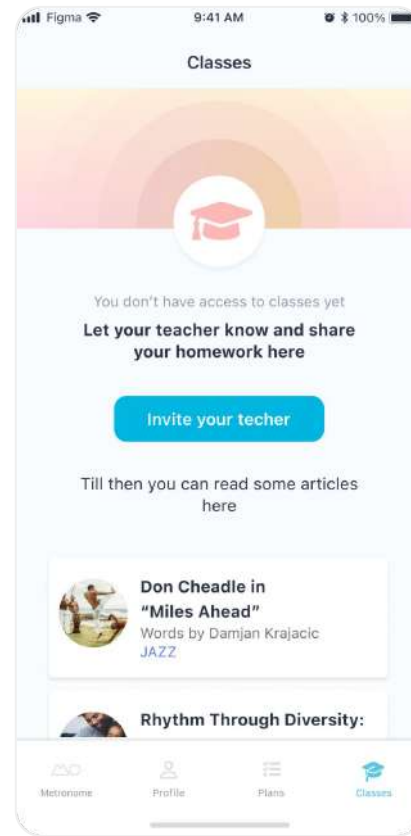 Figma 9:41 AM 100%
Classes
You don't have access to classes yet
Let your teacher know and share
your homework here
Invite your techer
Till then you can read some articles
here
Don Cheadle in
“Miles Ahead”
Words by Damjan Krajacic
JAZZ
Rhythm Through Diversity:
Metronome Profile Plans Classes